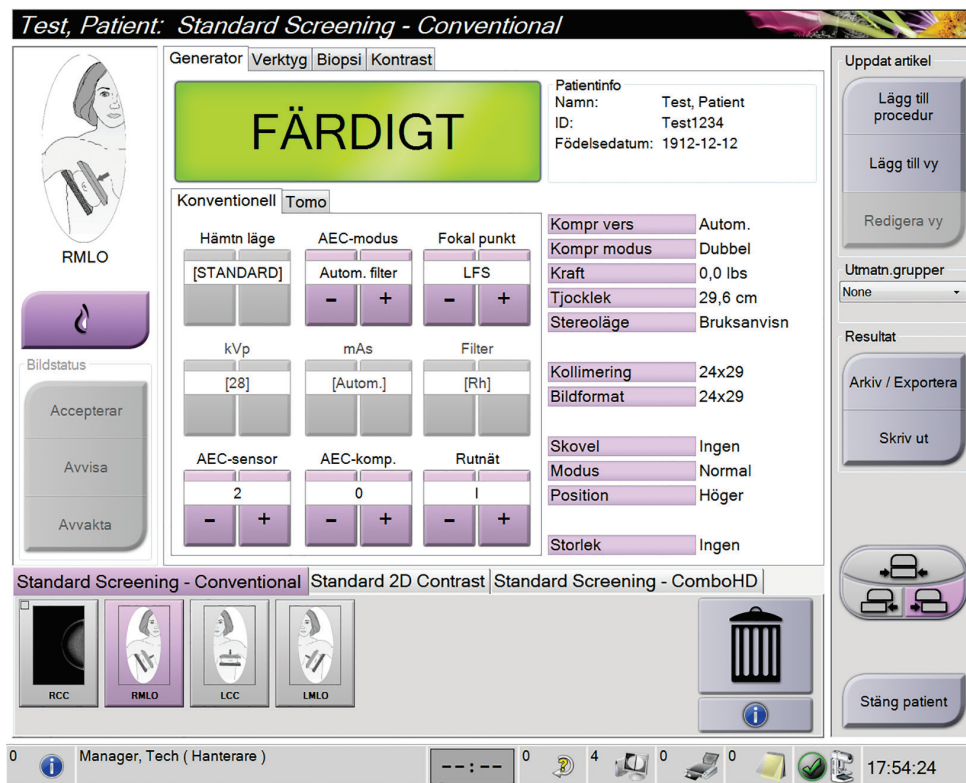 Test, Patient: Standard Screening - Conventional
RMLO
Bildstatus
Accepterar
Avvisa
Avvakta
Generator Verktyg Biopsi Kontrast
FÄRDIGT
Patientinfo
Namn: Test, Patient
ID: Test1234
Födelsedatum: 1912-12-12
Konventionell Tomo
Hämtn läge AEC-modus Fokal punkt
[STANDARD] Autom. filter LFS
- + - +
kVp mAs Filter
[28] [Autom.] [Rh]
AEC-sensor AEC-komp. Rutnät
2 0 I
- + - + - +
Kompr vers Autom.
Kompr modus Dubbel
Kraft 0,0 lbs
Tjocklek 29,6 cm
Stereoläge Bruksanvisn
Kollimering 24x29
Bildformat 24x29
Skovel Ingen
Modus Normal
Position Höger
Storlek Ingen
Uppdat artikel
Lägg till
procedur
Lägg till vy
Redigera vy
Utmatn.grupper
None
Resultat
Arkiv / Exportera
Skriv ut
Stäng patient
Standard Screening - Conventional Standard 2D Contrast Standard Screening - ComboHD
RCC RMLO LCC LMLO
0 Manager, Tech ( Hanterare ) --:-- 0 4 0 0 17:54:24